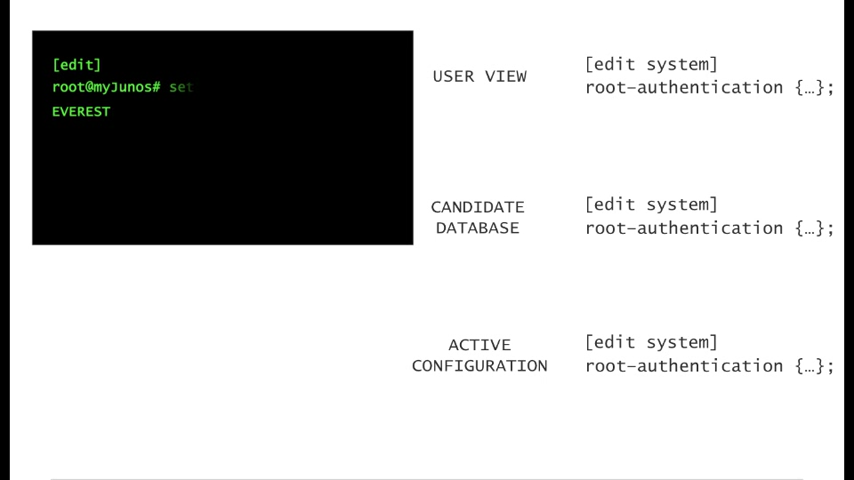 [edit]
root@myJunos# set
EVEREST
USER VIEW
[edit system]
root-authentication {…};
CANDIDATE
DATABASE
[edit system]
root-authentication {…};
ACTIVE
CONFIGURATION
[edit system]
root-authentication {…};